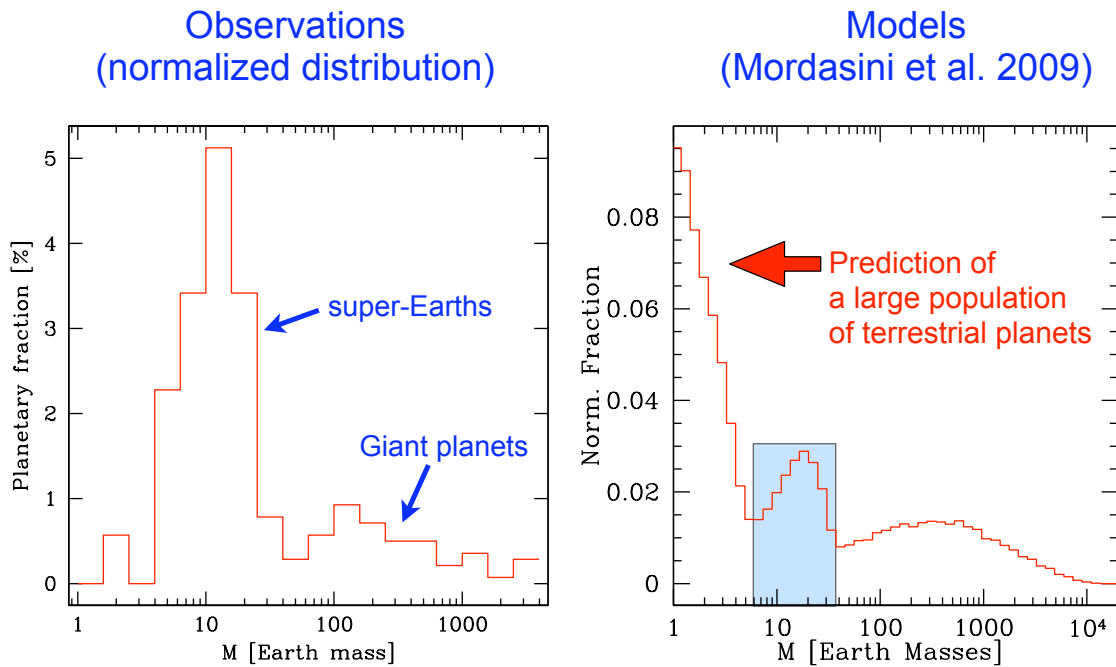 Observations
(normalized distribution)
Models
(Mordasini et al. 2009)
5
4
3
2
1
0
Planetary fraction [%]
super-Earths
Giant planets
1
10
100
1000
M [Earth mass]
0.08
0.06
0.04
0.02
0
Norm. Fraction
Prediction of
a large population
of terrestrial planets
1
10
100
1000
10⁴
M [Earth Masses]